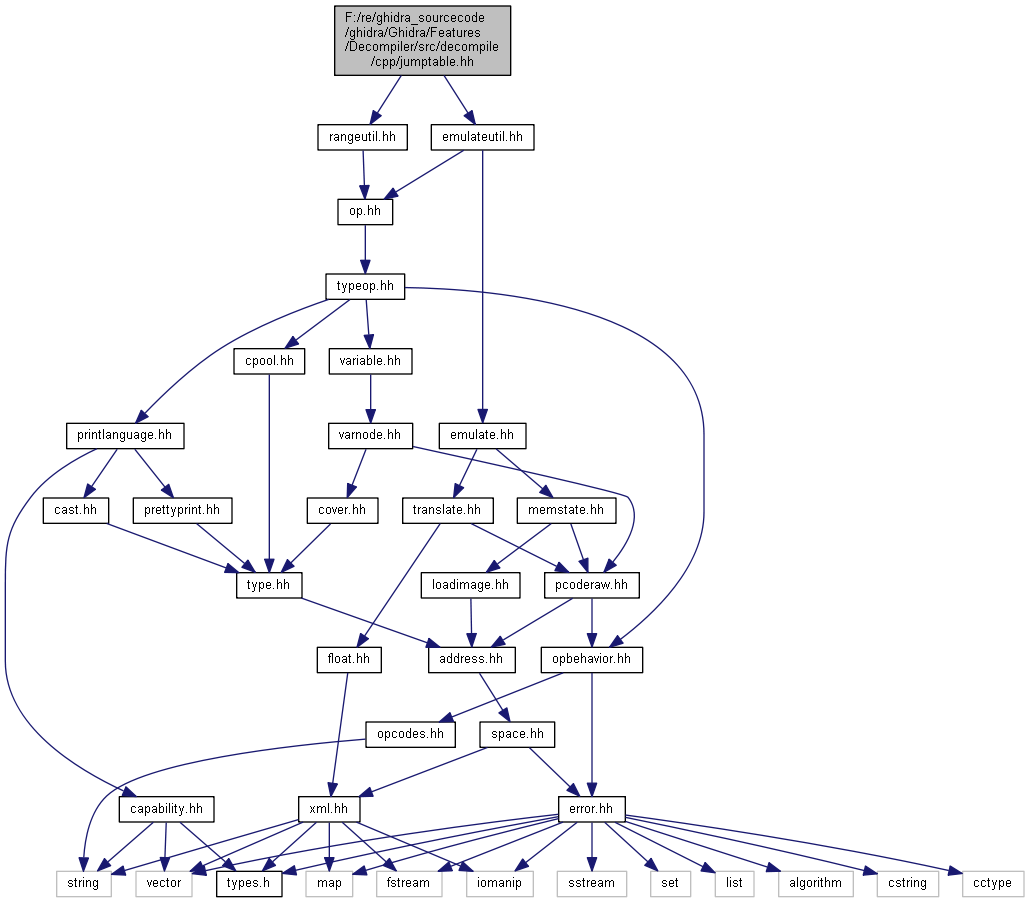 F:/re/ghidra_sourcecode
/ghidra/Ghidra/Features
/Decompiler/src/decompile
/cpp/jumptable.hh
rangeutil.hh
emulateutil.hh
op.hh
typeop.hh
cpool.hh
variable.hh
printlanguage.hh
varnode.hh
emulate.hh
cast.hh
prettyprint.hh
cover.hh
translate.hh
memstate.hh
type.hh
loadimage.hh
pcoderaw.hh
float.hh
address.hh
opbehavior.hh
opcodes.hh
space.hh
capability.hh
xml.hh
error.hh
string
vector
types.h
map
fstream
iomanip
sstream
set
list
algorithm
cstring
cctype